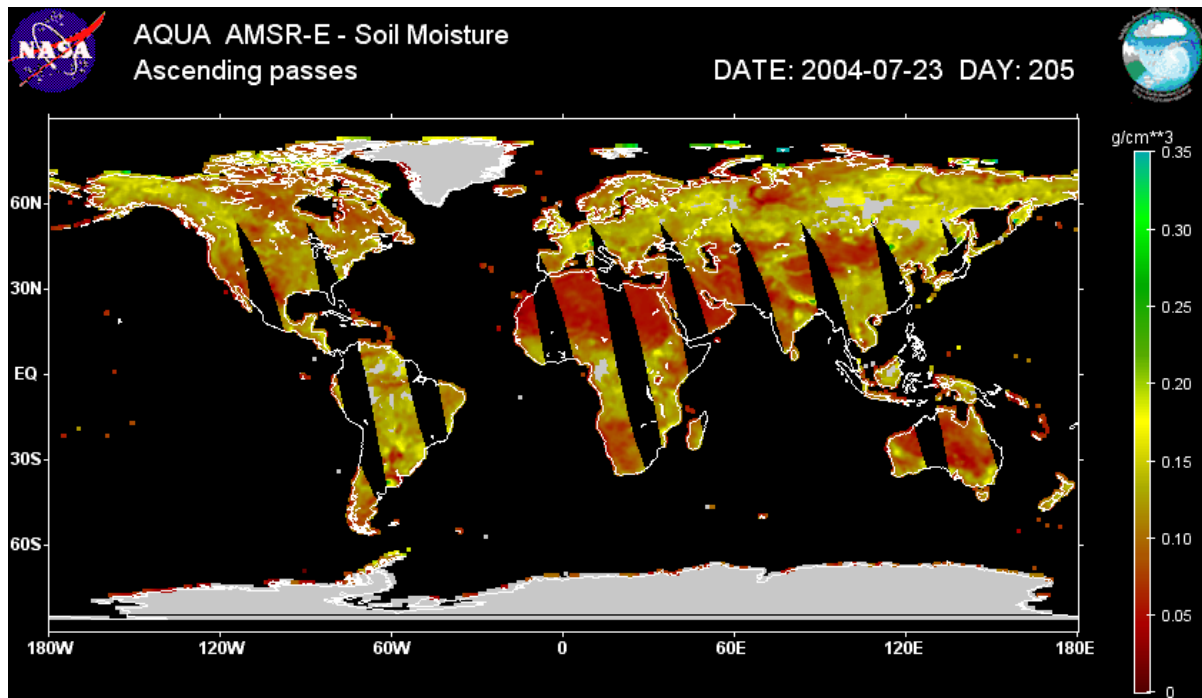 NASA
AQUA  AMSR-E - Soil Moisture
Ascending passes
DATE: 2004-07-23  DAY: 205
g/cm**3
0.35
0.30
0.25
0.20
0.15
0.10
0.05
0
60N
30N
EQ
30S
60S
180W
120W
60W
0
60E
120E
180E